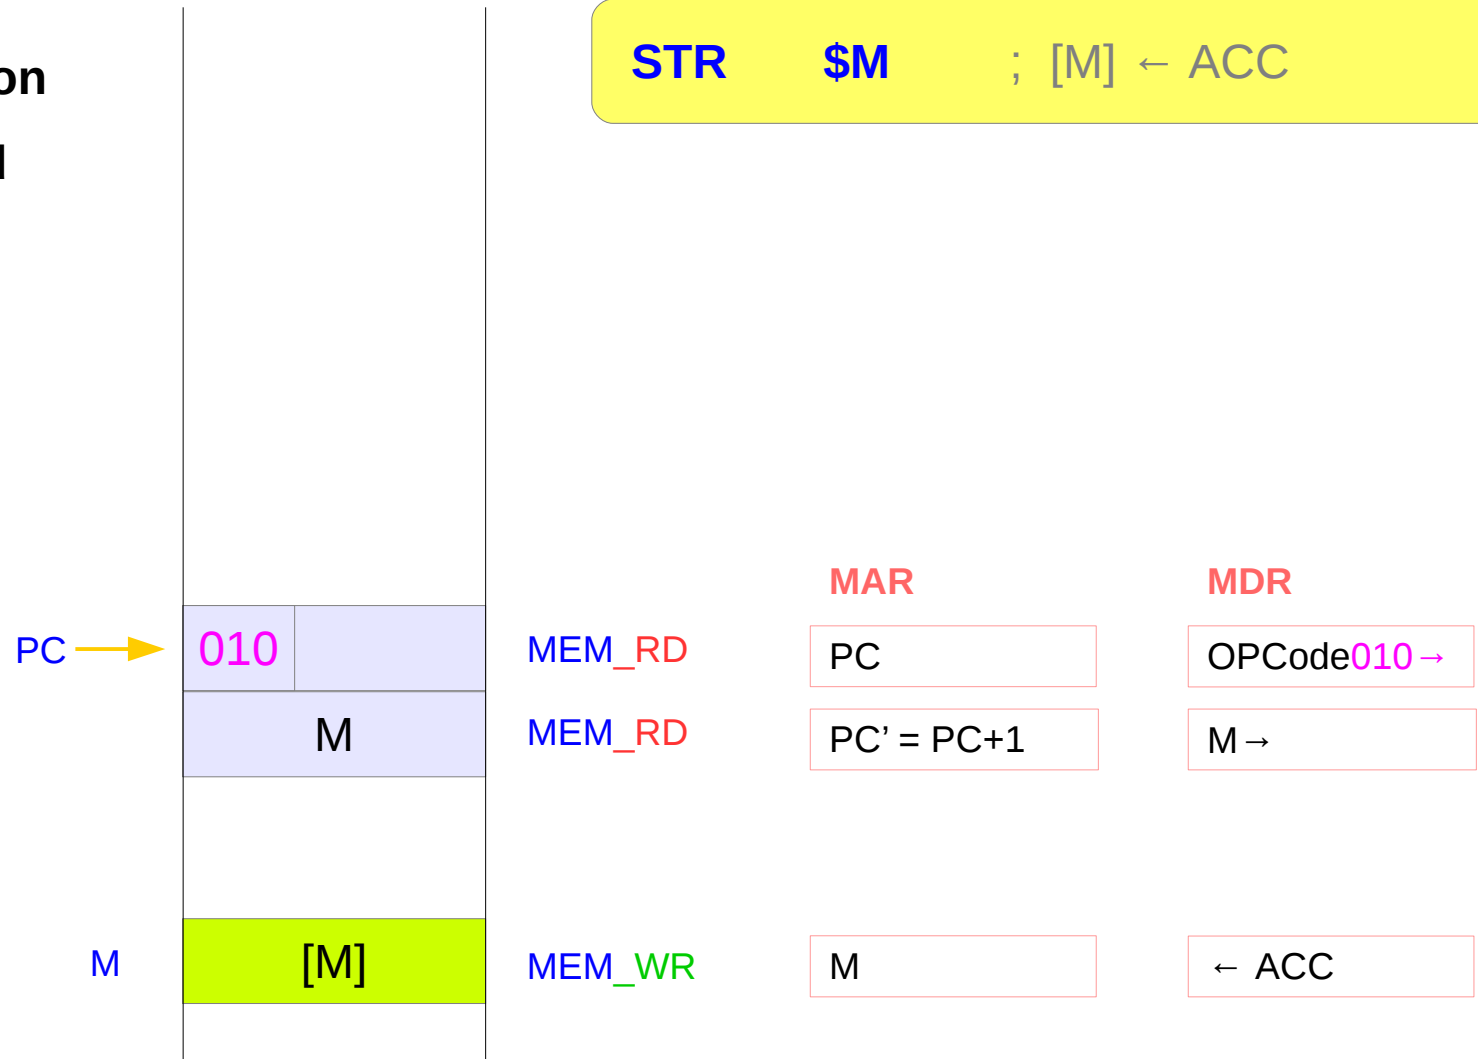 STR $M ; [M] ← ACC
on
MAR MDR
PC 010 MEM_RD PC OPCode010→
M MEM_RD PC’ = PC+1 M→
M [M] MEM_WR M ← ACC